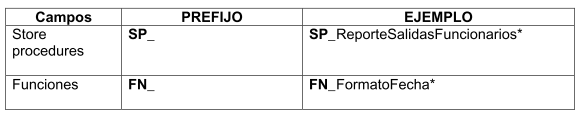 Campos PREFIJO EJEMPLO
Store SP_ SP_ReporteSalidasFuncionarios*
procedures
Funciones FN_ FN_FormatoFecha*